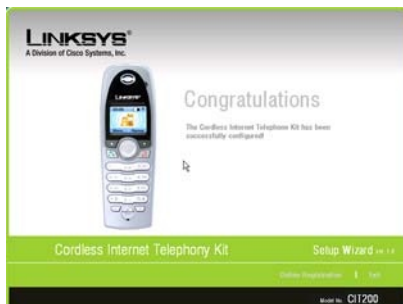 LINKSYS®
A Division of Cisco Systems, Inc.
Congratulations
The Cordless Internet Telephone Kit has been
successfully configured!
Cordless Internet Telephony Kit
Setup Wizard
Online Registration | Exit
Model No. CIT200